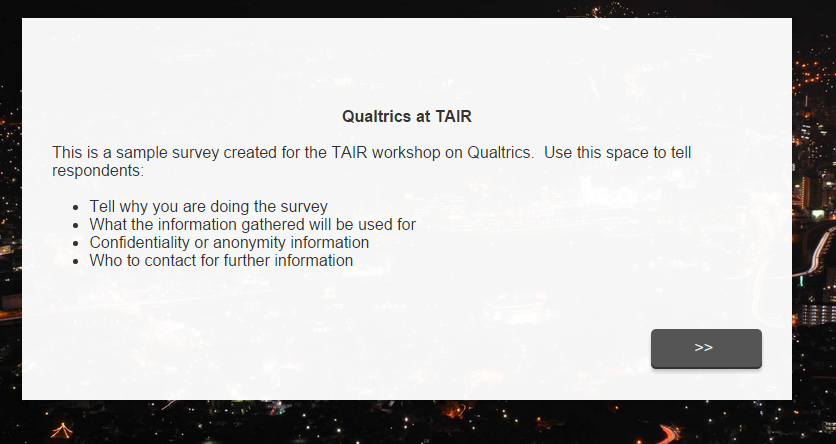 Qualtrics at TAIR
This is a sample survey created for the TAIR workshop on Qualtrics.  Use this space to tell
respondents:
• Tell why you are doing the survey
• What the information gathered will be used for
• Confidentiality or anonymity information
• Who to contact for further information
>>